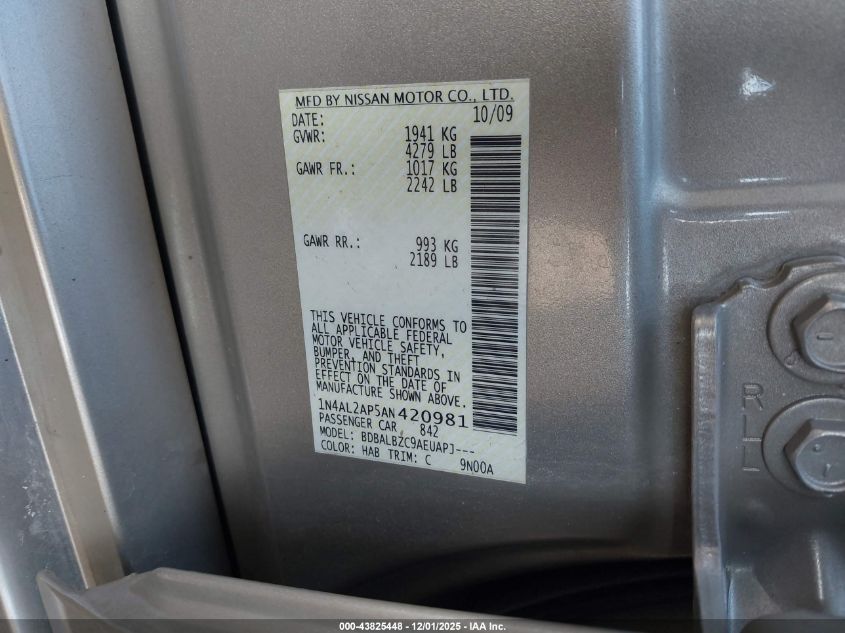 MFD BY NISSAN MOTOR CO., LTD.
DATE: 10/09
GVWR: 1941 KG
4279 LB
GAWR FR.: 1017 KG
2242 LB
GAWR RR.: 993 KG
2189 LB
THIS VEHICLE CONFORMS TO
ALL APPLICABLE FEDERAL
MOTOR VEHICLE SAFETY,
BUMPER, AND THEFT
PREVENTION STANDARDS IN
EFFECT ON THE DATE OF
MANUFACTURE SHOWN ABOVE.
1N4AL2AP5AN420981
PASSENGER CAR 842
MODEL: BDBALBZC9AEUAPJ---
COLOR: HAB TRIM: C 9N00A
RLL
000-43825448 - 12/01/2025 - IAA Inc.